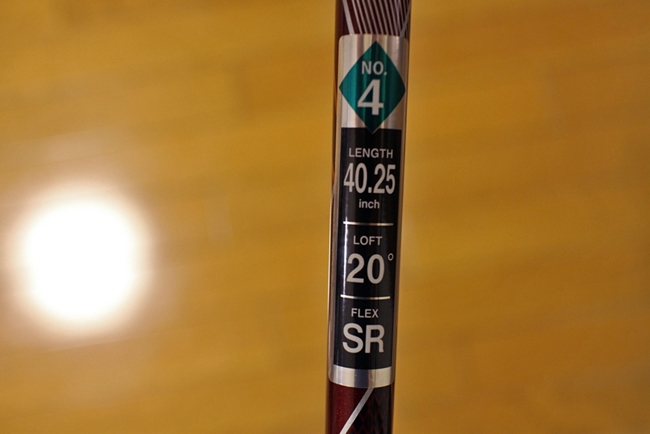 NO.
4
LENGTH
40.25
inch
LOFT
20°
FLEX
SR